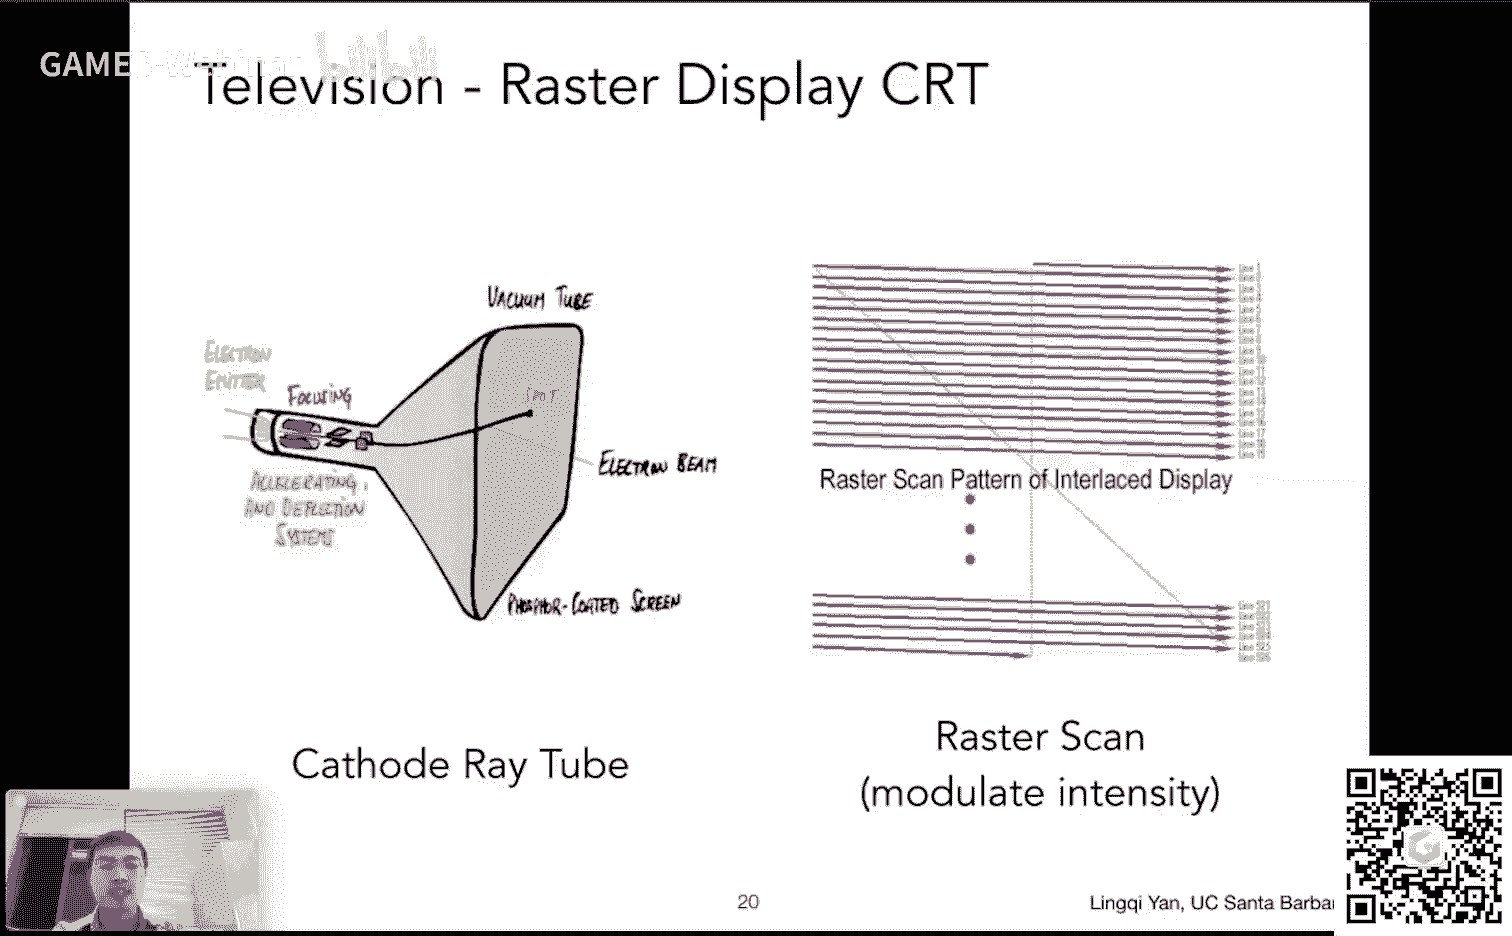 GAMES-Webinar bilibili
Television - Raster Display CRT
VACUUM TUBE
ELECTRON
EMITTER
FOCUSING
SPOT
ELECTRON BEAM
ACCELERATING,
AND DEFLECTION
SYSTEMS
PHOSPHOR-COATED SCREEN
Raster Scan Pattern of Interlaced Display
Cathode Ray Tube
Raster Scan
(modulate intensity)
20
Lingqi Yan, UC Santa Barbar